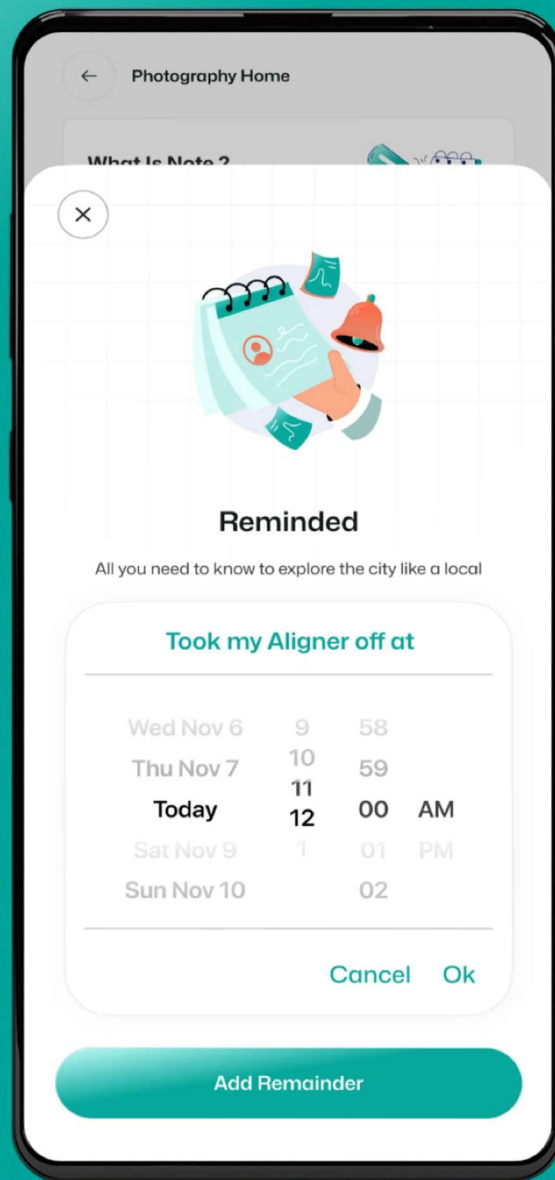 Photography Home
What Is Note ?
Reminded
All you need to know to explore the city like a local
Took my Aligner off at
Wed Nov 6 9 58
Thu Nov 7 10 59
11
Today 12 00 AM
Sat Nov 9 1 01 PM
Sun Nov 10 02
Cancel Ok
Add Remainder